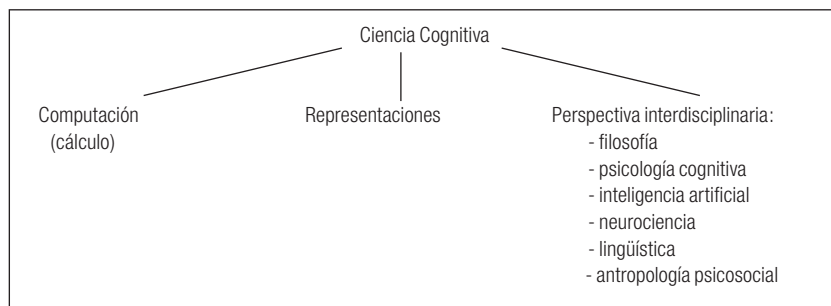 Ciencia Cognitiva
Computación
(cálculo)
Representaciones
Perspectiva interdisciplinaria:
- filosofía
- psicología cognitiva
- inteligencia artificial
- neurociencia
- lingüística
- antropología psicosocial